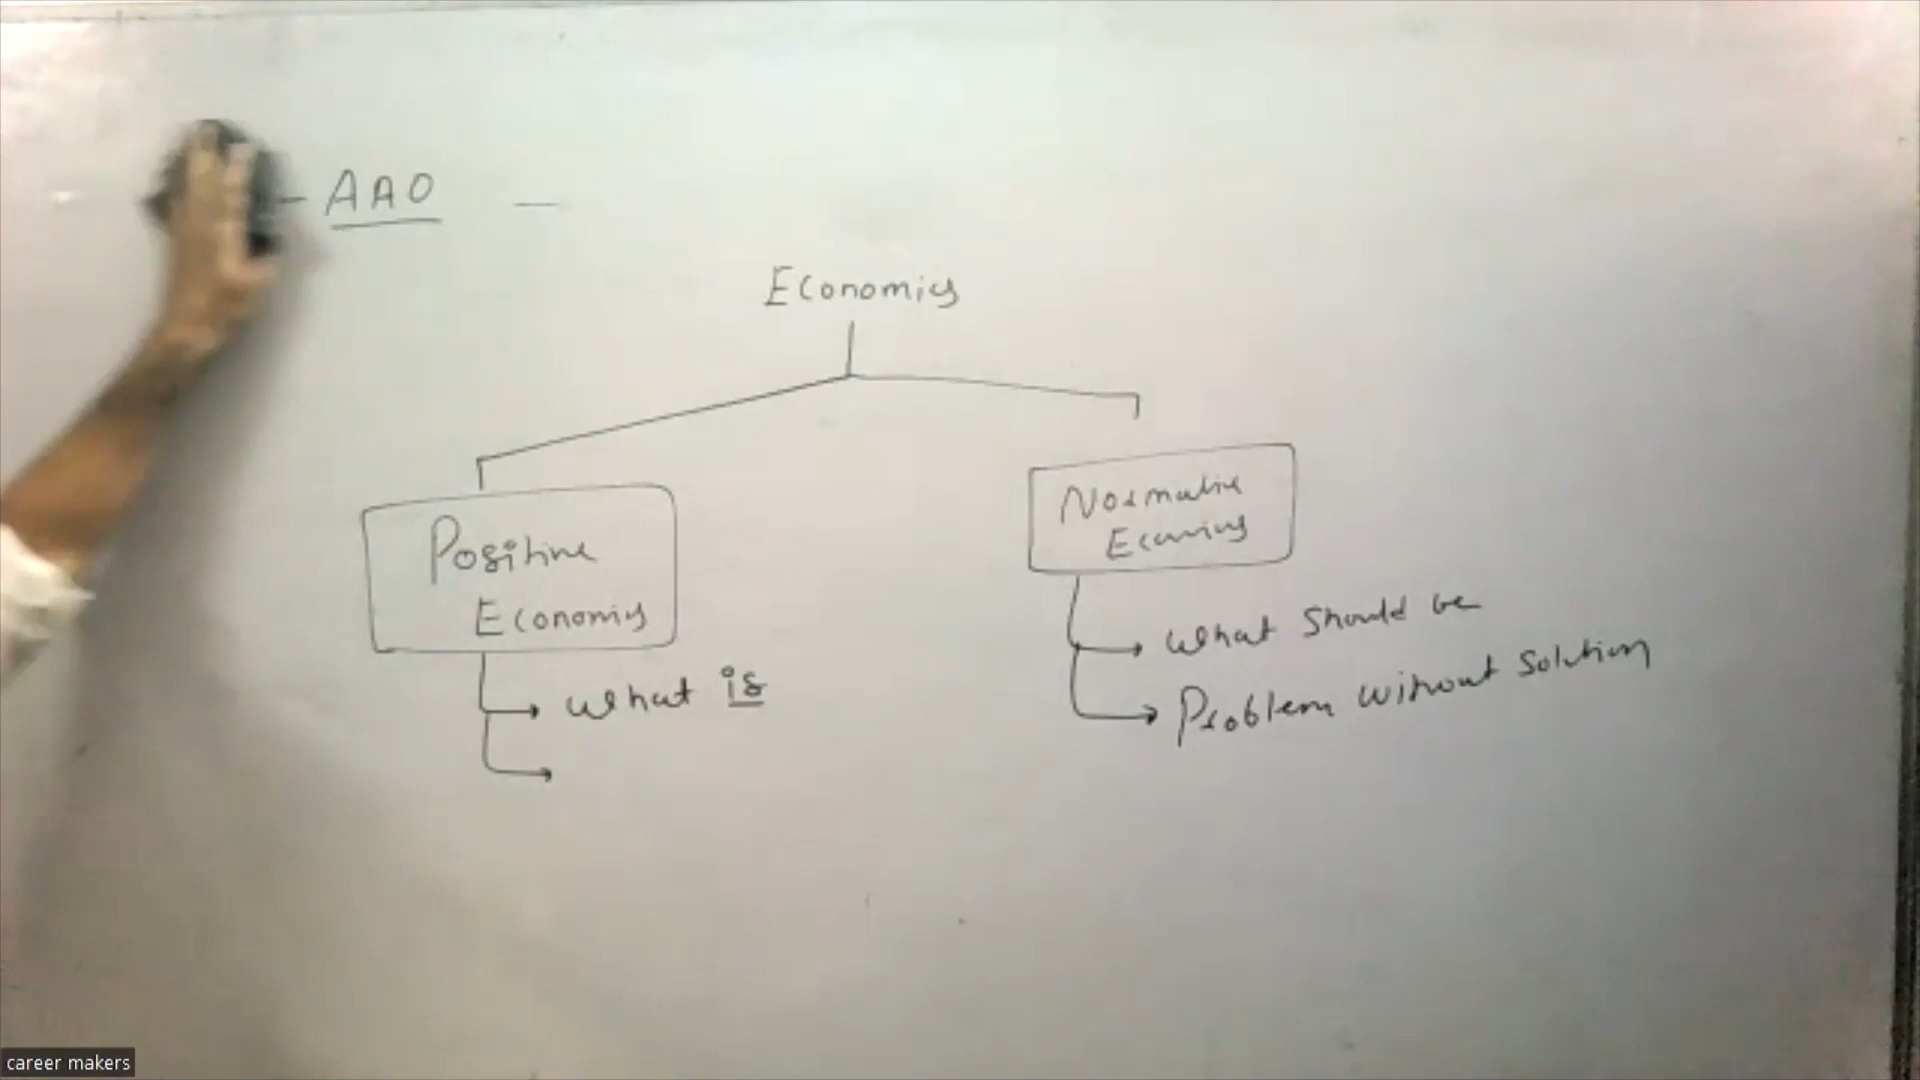 - AAO —
Economics
Positive
Economics
Normative
Economics
What should be
What is
Problem without solution
career makers